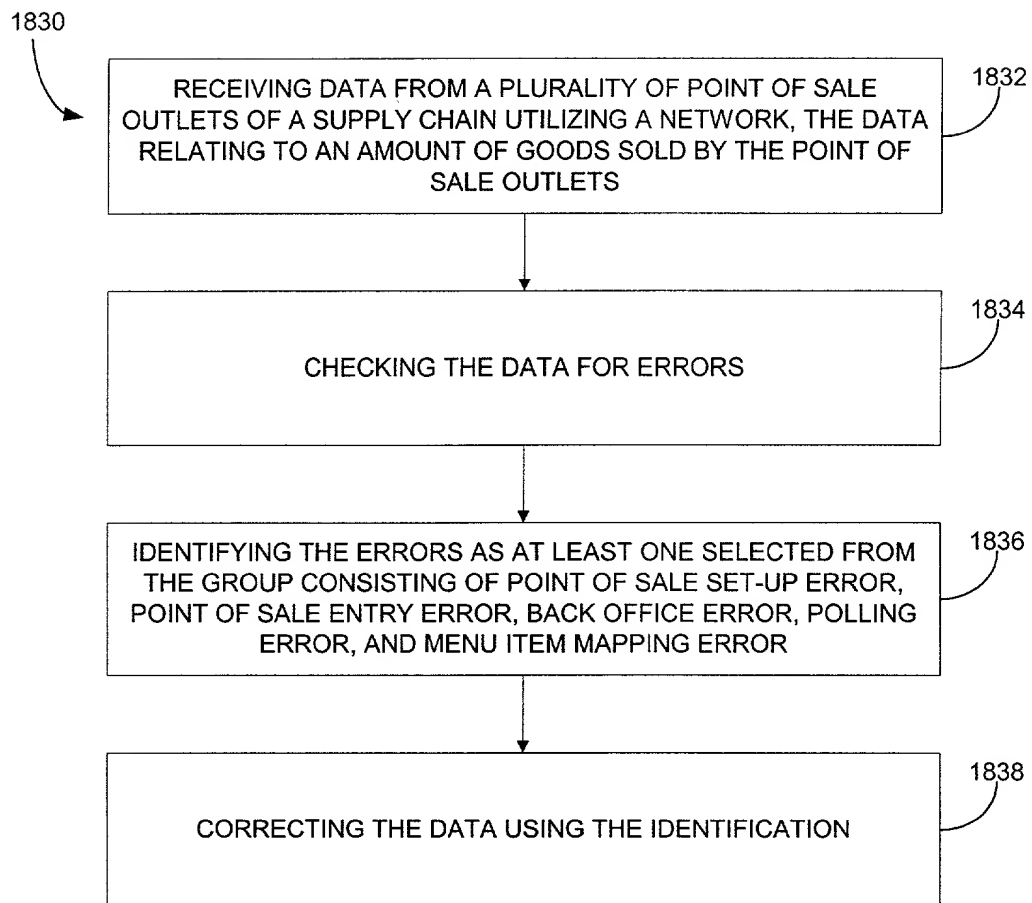 1830
1832
RECEIVING DATA FROM A PLURALITY OF POINT OF SALE
OUTLETS OF A SUPPLY CHAIN UTILIZING A NETWORK, THE DATA
RELATING TO AN AMOUNT OF GOODS SOLD BY THE POINT OF
SALE OUTLETS
1834
CHECKING THE DATA FOR ERRORS
1836
IDENTIFYING THE ERRORS AS AT LEAST ONE SELECTED FROM
THE GROUP CONSISTING OF POINT OF SALE SET-UP ERROR,
POINT OF SALE ENTRY ERROR, BACK OFFICE ERROR, POLLING
ERROR, AND MENU ITEM MAPPING ERROR
1838
CORRECTING THE DATA USING THE IDENTIFICATION